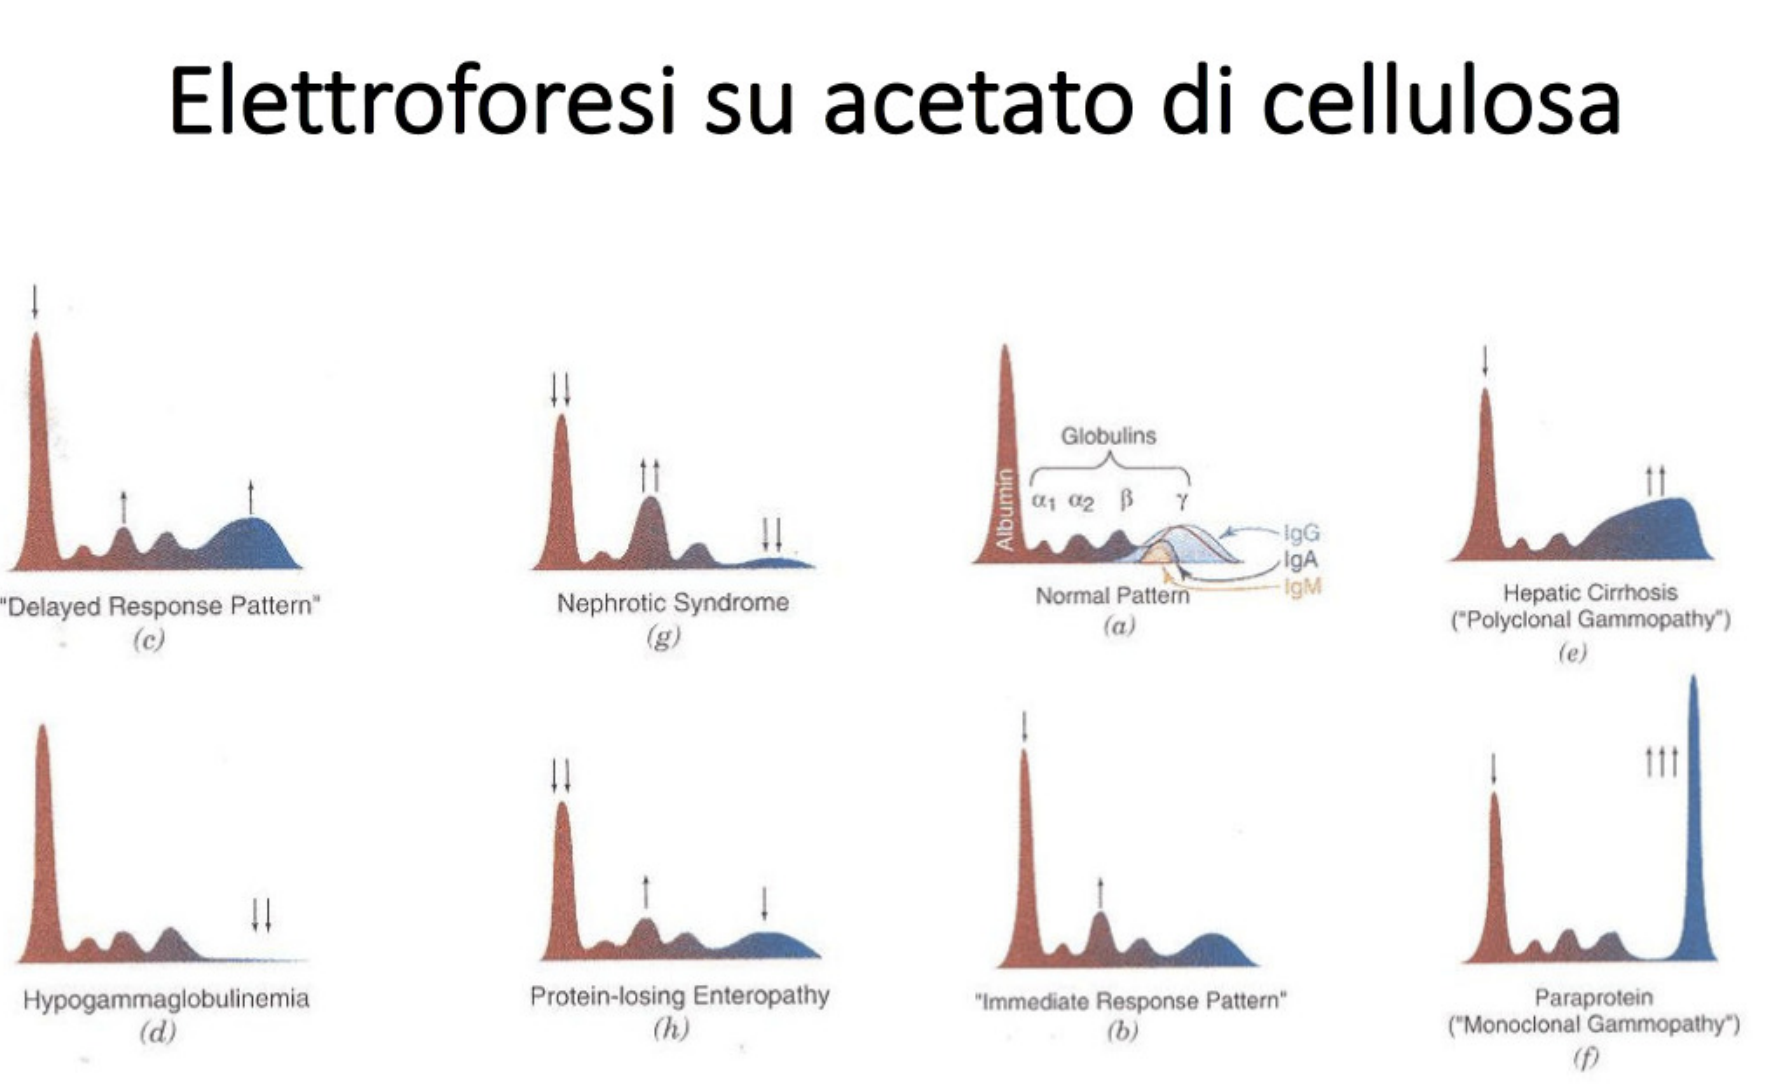 Elettroforesi su acetato di cellulosa
"Delayed Response Pattern"
(c)
Nephrotic Syndrome
(g)
Globulins
α1 α2 β γ
Albumin
IgG
IgA
IgM
Normal Pattern
(a)
Hepatic Cirrhosis
("Polyclonal Gammopathy")
(e)
Hypogammaglobulinemia
(d)
Protein-losing Enteropathy
(h)
"Immediate Response Pattern"
(b)
Paraprotein
("Monoclonal Gammopathy")
(f)